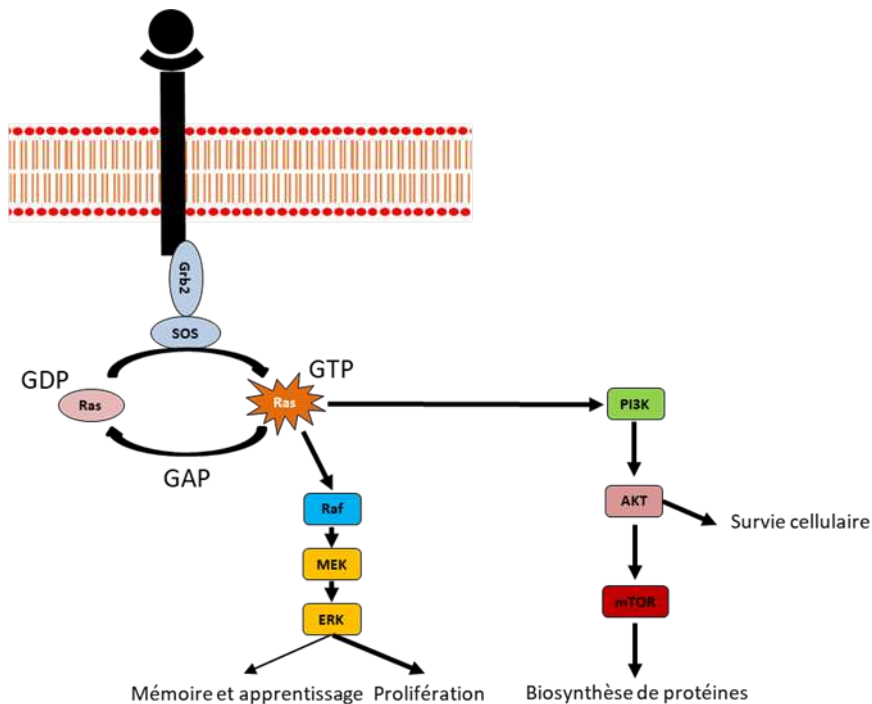 Grb2
SOS
GDP
GTP
Ras
Ras
PI3K
GAP
Raf
AKT
Survie cellulaire
MEK
mTOR
ERK
Mémoire et apprentissage
Prolifération
Biosynthèse de protéines